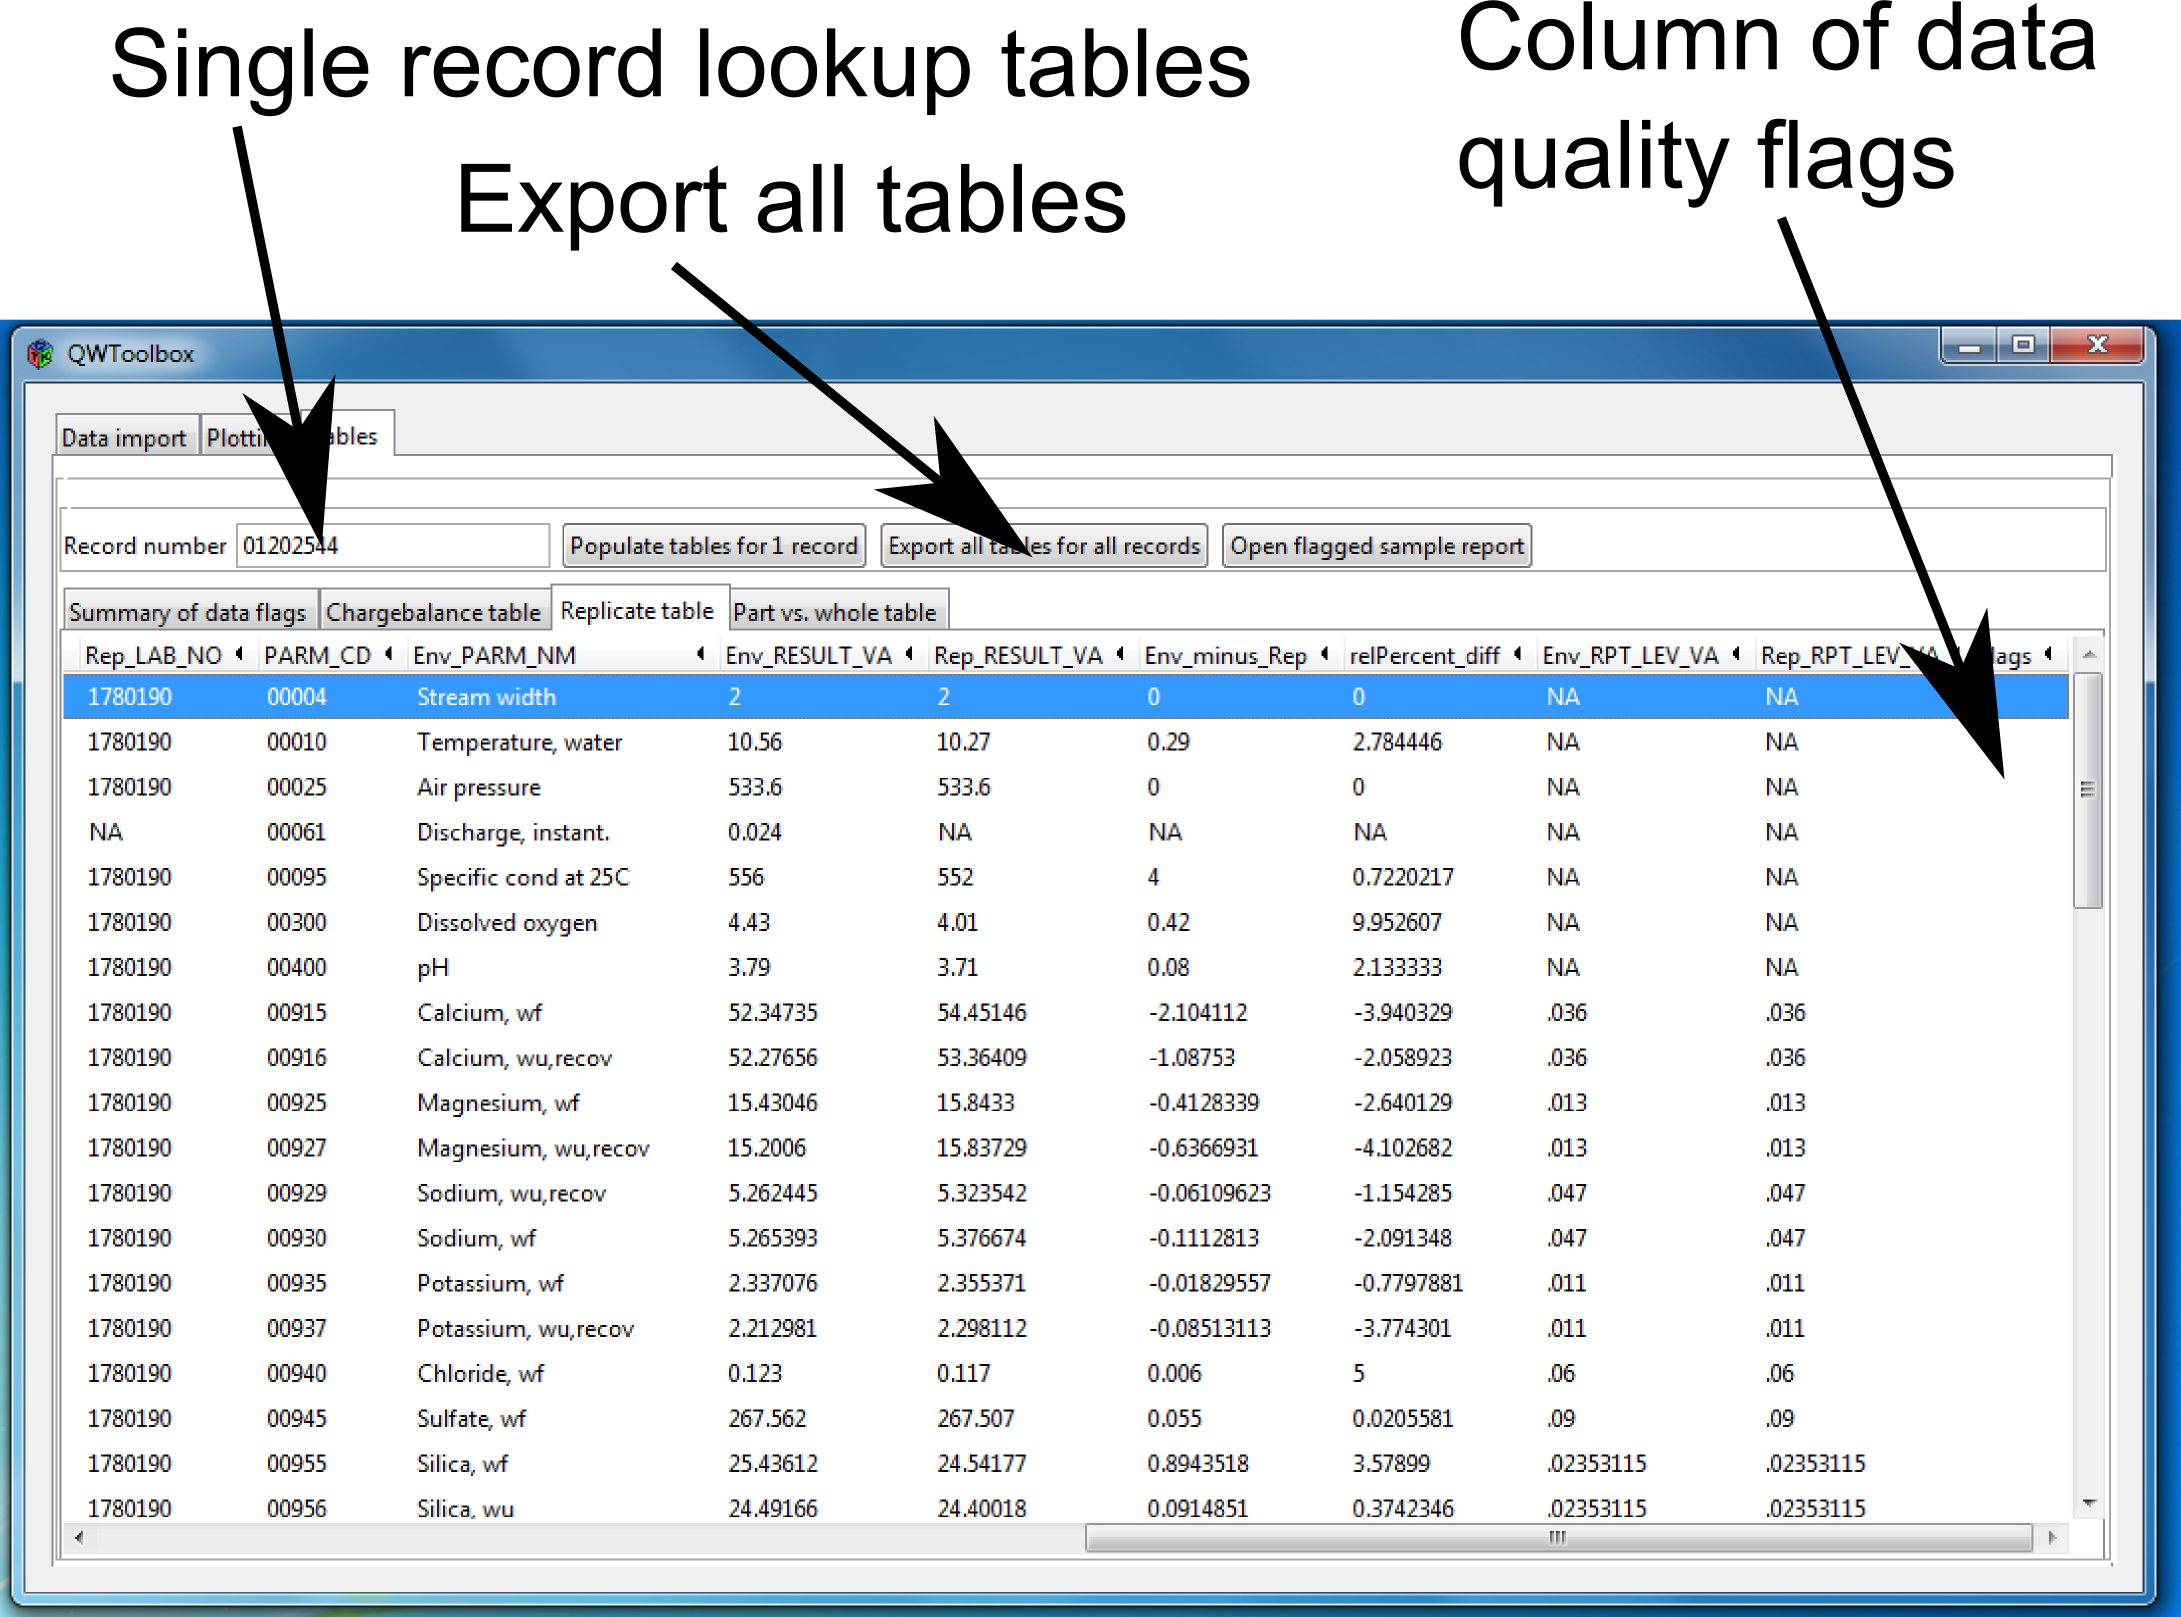 Single record lookup tables
Export all tables
Column of data
quality flags
QWToolbox
Data import Plotti ables
Record number 01202544 Populate tables for 1 record Export all tables for all records Open flagged sample report
Summary of data flags Chargebalance table Replicate table Part vs. whole table
Rep_LAB_NO PARM_CD Env_PARM_NM Env_RESULT_VA Rep_RESULT_VA Env_minus_Rep relPercent_diff Env_RPT_LEV_VA Rep_RPT_LEV_VA lags
1780190 00004 Stream width 2 2 0 0 NA NA
1780190 00010 Temperature, water 10.56 10.27 0.29 2.784446 NA NA
1780190 00025 Air pressure 533.6 533.6 0 0 NA NA
NA 00061 Discharge, instant. 0.024 NA NA NA NA NA
1780190 00095 Specific cond at 25C 556 552 4 0.7220217 NA NA
1780190 00300 Dissolved oxygen 4.43 4.01 0.42 9.952607 NA NA
1780190 00400 pH 3.79 3.71 0.08 2.133333 NA NA
1780190 00915 Calcium, wf 52.34735 54.45146 -2.104112 -3.940329 .036 .036
1780190 00916 Calcium, wu,recov 52.27656 53.36409 -1.08753 -2.058923 .036 .036
1780190 00925 Magnesium, wf 15.43046 15.8433 -0.4128339 -2.640129 .013 .013
1780190 00927 Magnesium, wu,recov 15.2006 15.83729 -0.6366931 -4.102682 .013 .013
1780190 00929 Sodium, wu,recov 5.262445 5.323542 -0.06109623 -1.154285 .047 .047
1780190 00930 Sodium, wf 5.265393 5.376674 -0.1112813 -2.091348 .047 .047
1780190 00935 Potassium, wf 2.337076 2.355371 -0.01829557 -0.7797881 .011 .011
1780190 00937 Potassium, wu,recov 2.212981 2.298112 -0.08513113 -3.774301 .011 .011
1780190 00940 Chloride, wf 0.123 0.117 0.006 5 .06 .06
1780190 00945 Sulfate, wf 267.562 267.507 0.055 0.0205581 .09 .09
1780190 00955 Silica, wf 25.43612 24.54177 0.8943518 3.57899 .02353115 .02353115
1780190 00956 Silica, wu 24.49166 24.40018 0.0914851 0.3742346 .02353115 .02353115